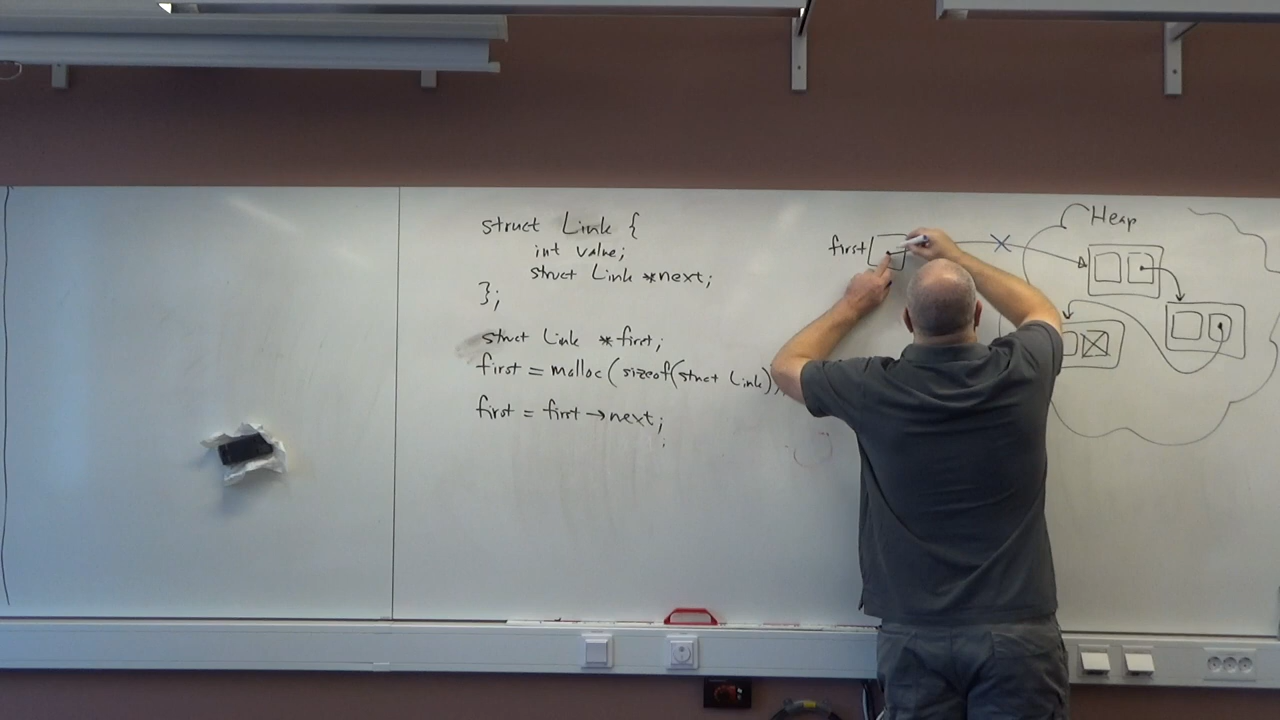 struct Link {
int value;
struct Link *next;
};
struct Link *first;
first = malloc(sizeof(struct Link));
first = first→next;
first
Heap